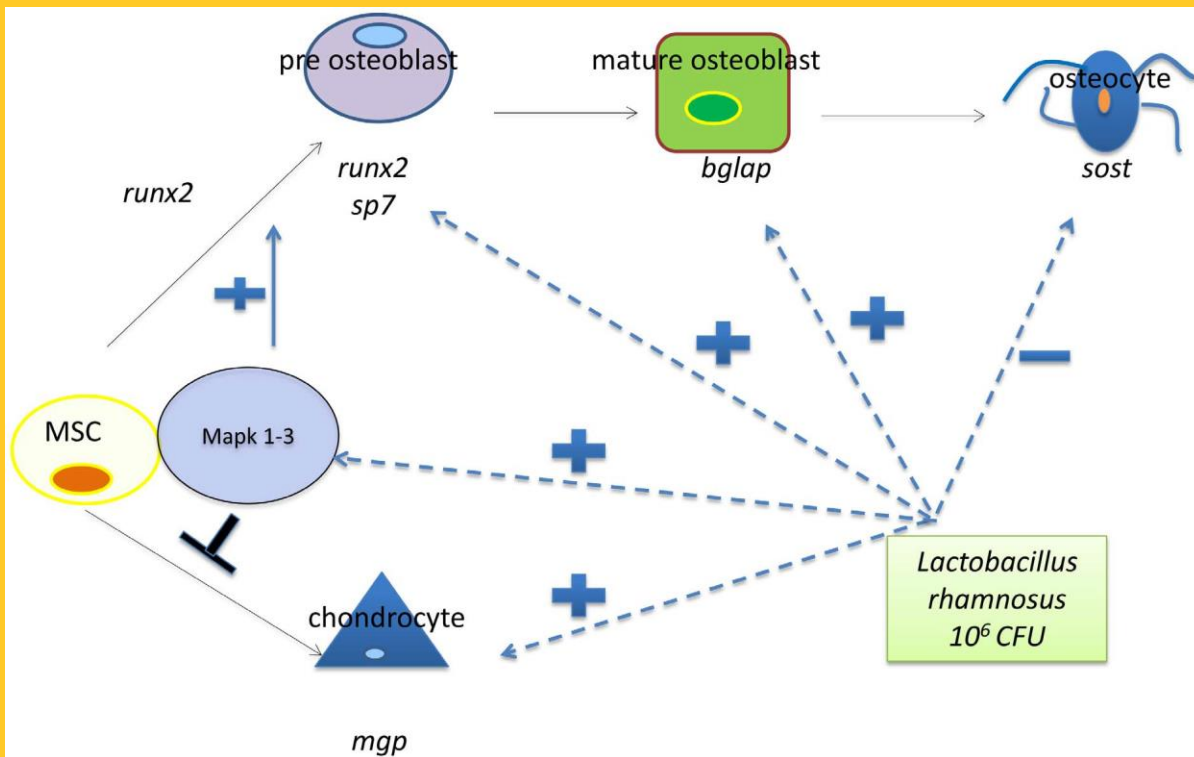 pre osteoblast
mature osteoblast
osteocyte
runx2
runx2
sp7
bglap
sost
MSC
Mapk 1-3
chondrocyte
mgp
Lactobacillus
rhamnosus
10⁶ CFU